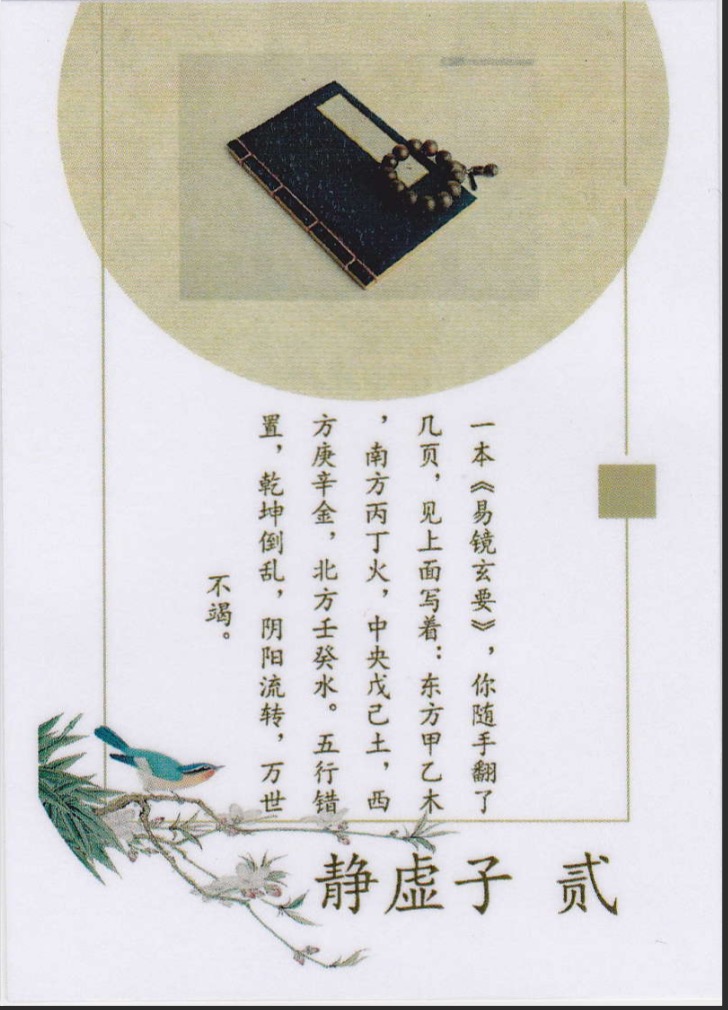 一本《易镜玄要》，你随手翻了
几页，见上面写着：东方甲乙木
，南方丙丁火，中央戊己土，西
方庚辛金，北方壬癸水。五行错
置，乾坤倒乱，阴阳流转，万世
不竭。
静虚子 贰